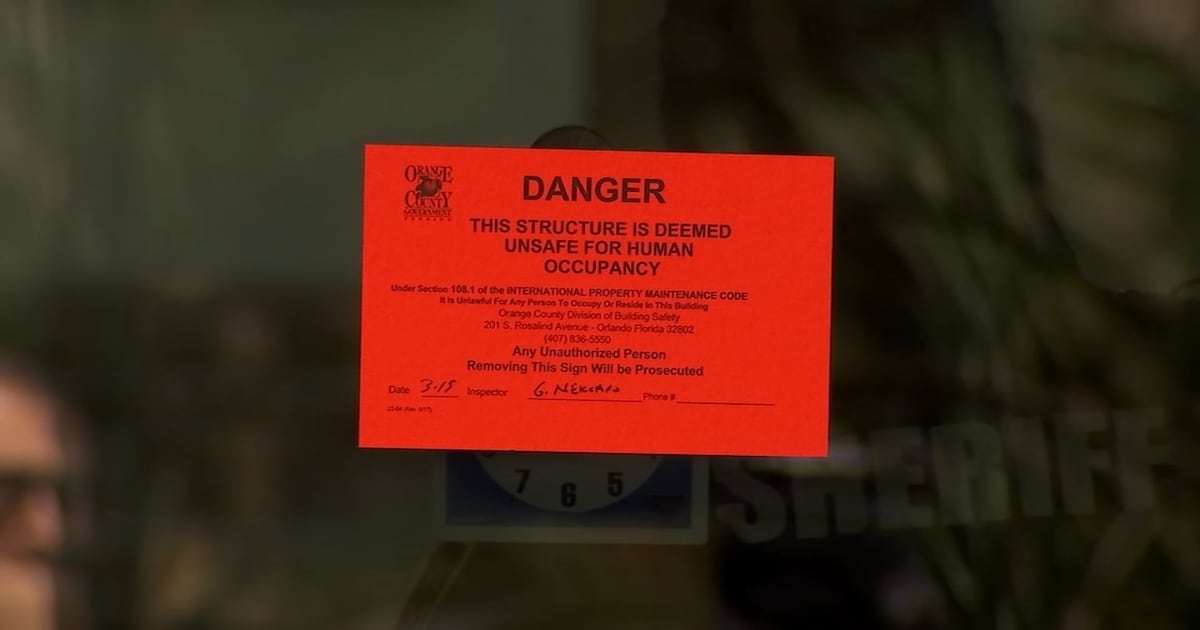 ORANGE
COUNTY
GOVERNMENT
FLORIDA
DANGER
THIS STRUCTURE IS DEEMED
UNSAFE FOR HUMAN
OCCUPANCY
Under Section 108.1 of the INTERNATIONAL PROPERTY MAINTENANCE CODE
It Is Unlawful For Any Person To Occupy Or Reside In This Building
Orange County Division of Building Safety
201 S. Rosalind Avenue - Orlando Florida 32802
(407) 836-5550
Any Unauthorized Person
Removing This Sign Will be Prosecuted
Date Inspector G. Phone #
7 6 5
SHERIFF